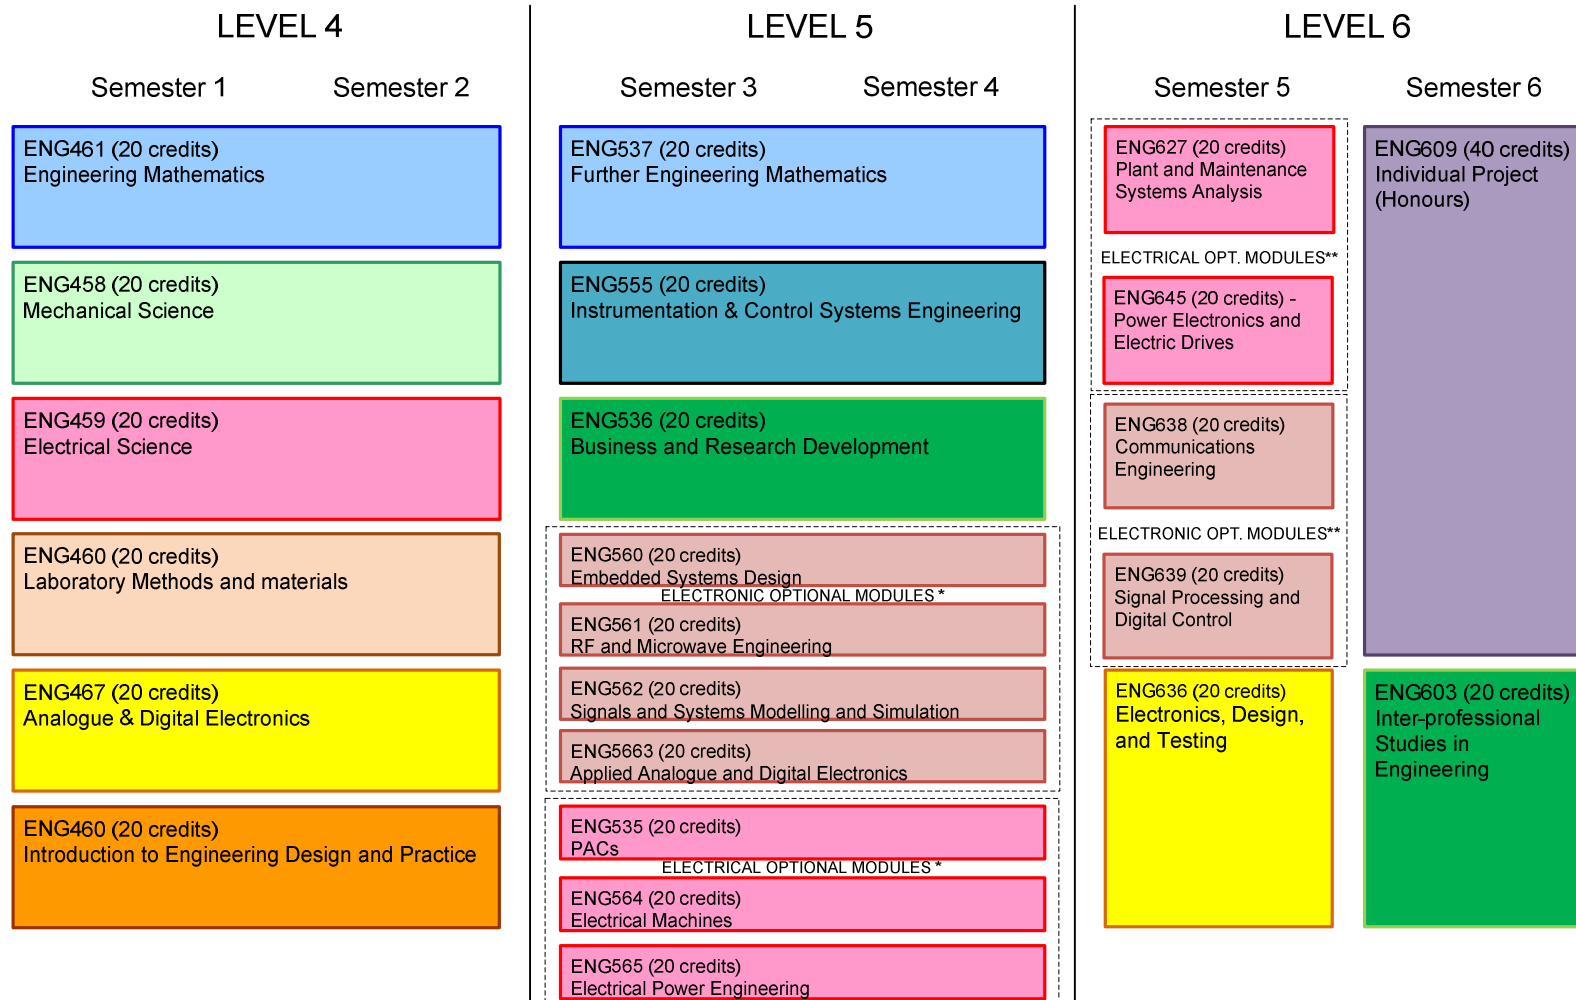 LEVEL 4
Semester 1
Semester 2
ENG461 (20 credits)
Engineering Mathematics
ENG458 (20 credits)
Mechanical Science
ENG459 (20 credits)
Electrical Science
ENG460 (20 credits)
Laboratory Methods and materials
ENG467 (20 credits)
Analogue & Digital Electronics
ENG460 (20 credits)
Introduction to Engineering Design and Practice
LEVEL 5
Semester 3
Semester 4
ENG537 (20 credits)
Further Engineering Mathematics
ENG555 (20 credits)
Instrumentation & Control Systems Engineering
ENG536 (20 credits)
Business and Research Development
ENG560 (20 credits)
Embedded Systems Design
ELECTRONIC OPTIONAL MODULES *
ENG561 (20 credits)
RF and Microwave Engineering
ENG562 (20 credits)
Signals and Systems Modelling and Simulation
ENG5663 (20 credits)
Applied Analogue and Digital Electronics
ENG535 (20 credits)
PACs
ELECTRICAL OPTIONAL MODULES *
ENG564 (20 credits)
Electrical Machines
ENG565 (20 credits)
Electrical Power Engineering
LEVEL 6
Semester 5
Semester 6
ENG627 (20 credits)
Plant and Maintenance
Systems Analysis
ELECTRICAL OPT. MODULES**
ENG645 (20 credits) -
Power Electronics and
Electric Drives
ENG638 (20 credits)
Communications
Engineering
ELECTRONIC OPT. MODULES**
ENG639 (20 credits)
Signal Processing and
Digital Control
ENG636 (20 credits)
Electronics, Design,
and Testing
ENG609 (40 credits)
Individual Project
(Honours)
ENG603 (20 credits)
Inter-professional
Studies in
Engineering